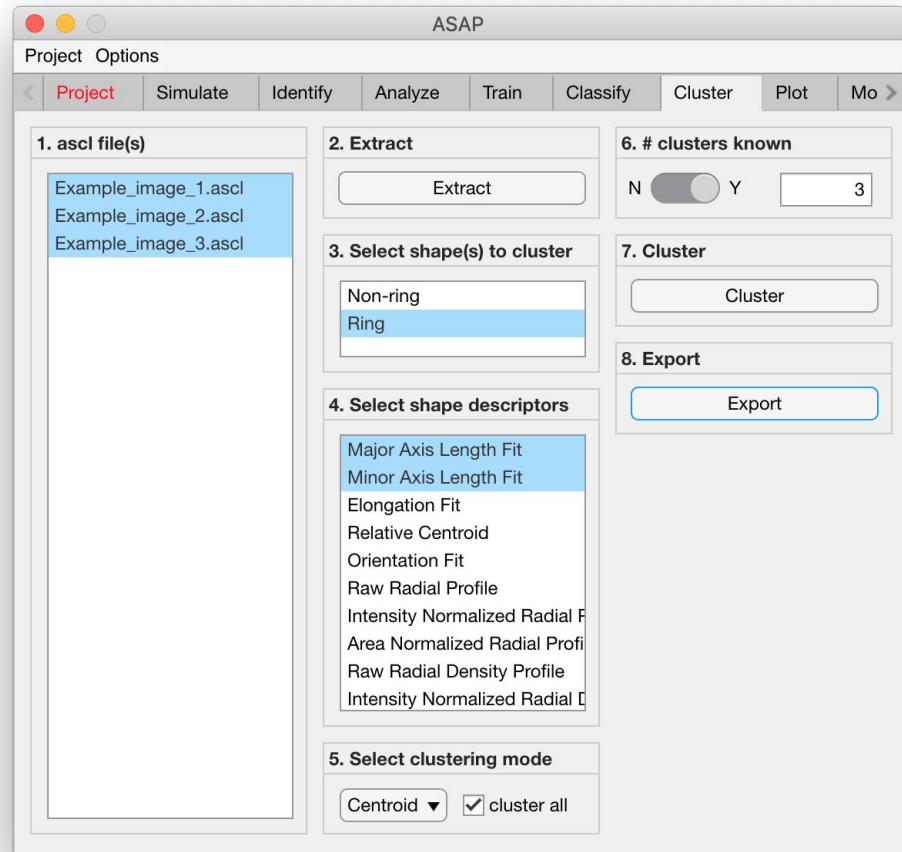 ASAP
Project Options
Project Simulate Identify Analyze Train Classify Cluster Plot Mo
1. ascl file(s)
Example_image_1.ascl
Example_image_2.ascl
Example_image_3.ascl
2. Extract
Extract
3. Select shape(s) to cluster
Non-ring
Ring
4. Select shape descriptors
Major Axis Length Fit
Minor Axis Length Fit
Elongation Fit
Relative Centroid
Orientation Fit
Raw Radial Profile
Intensity Normalized Radial
Area Normalized Radial Profi
Raw Radial Density Profile
Intensity Normalized Radial
5. Select clustering mode
Centroid cluster all
6. # clusters known
N Y 3
7. Cluster
Cluster
8. Export
Export